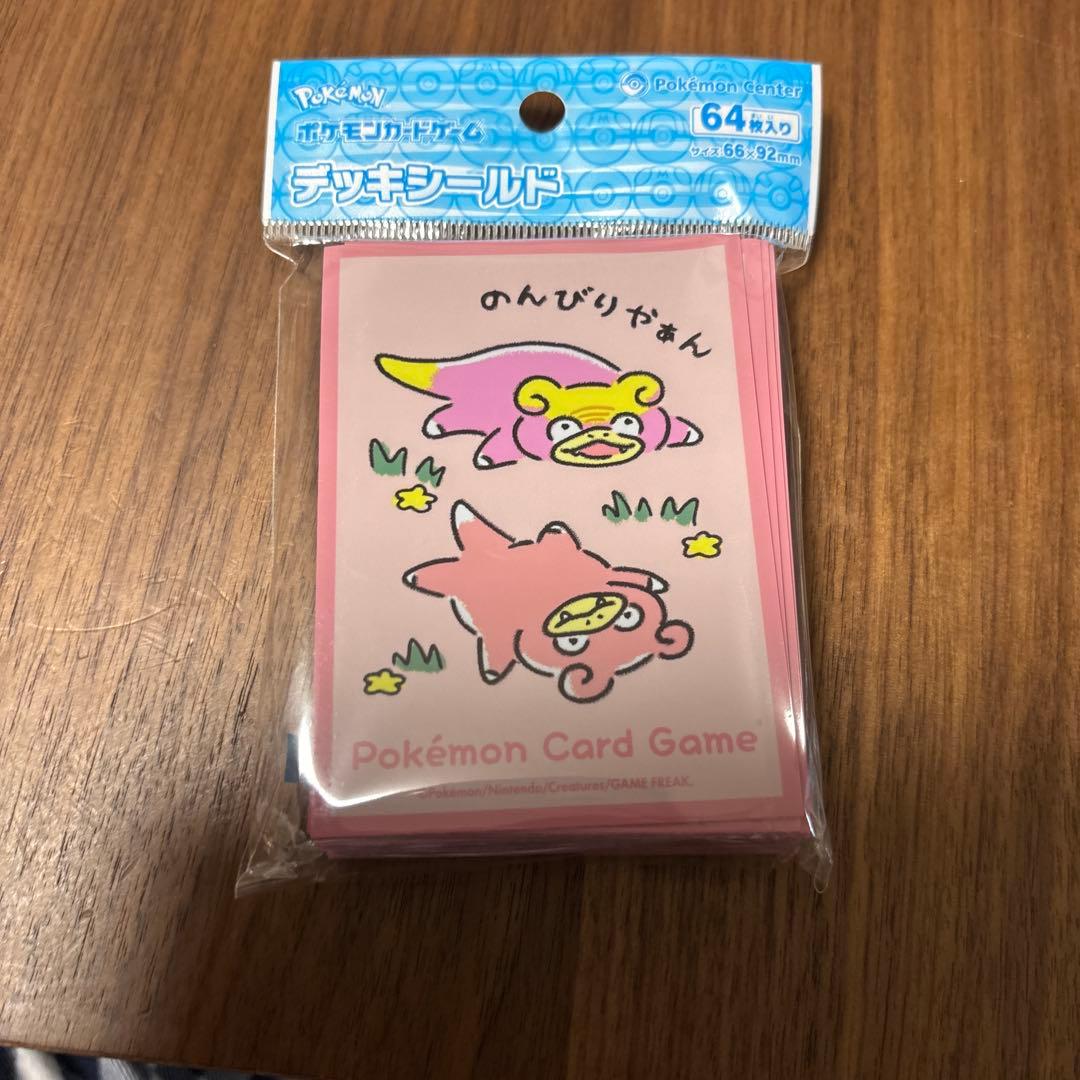 POKéMON
Pokémon Center
ポケモンカードゲーム
64枚入り
サイズ:66×92mm
デッキシールド
のんびりやぁん
Pokémon Card Game
©Pokémon/Nintendo/Creatures/GAME FREAK.